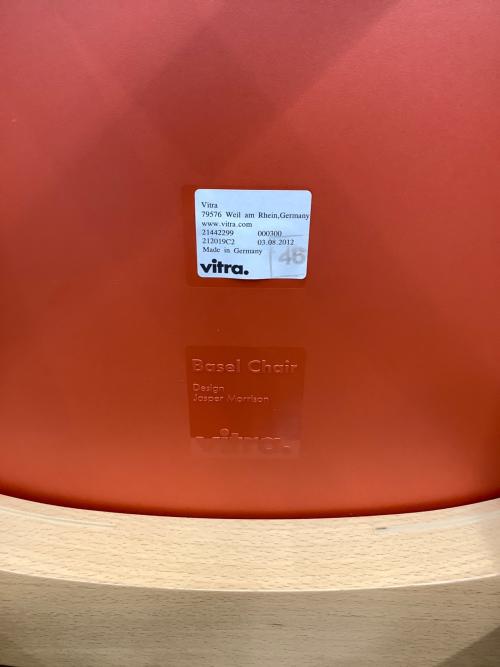 Vitra
79576 Weil am Rhein,Germany
www.vitra.com
21442299 000300
212019C2 03.08.2012
Made in Germany
46
vitra.
Basel Chair
Design
Jasper Morrison
vitra.